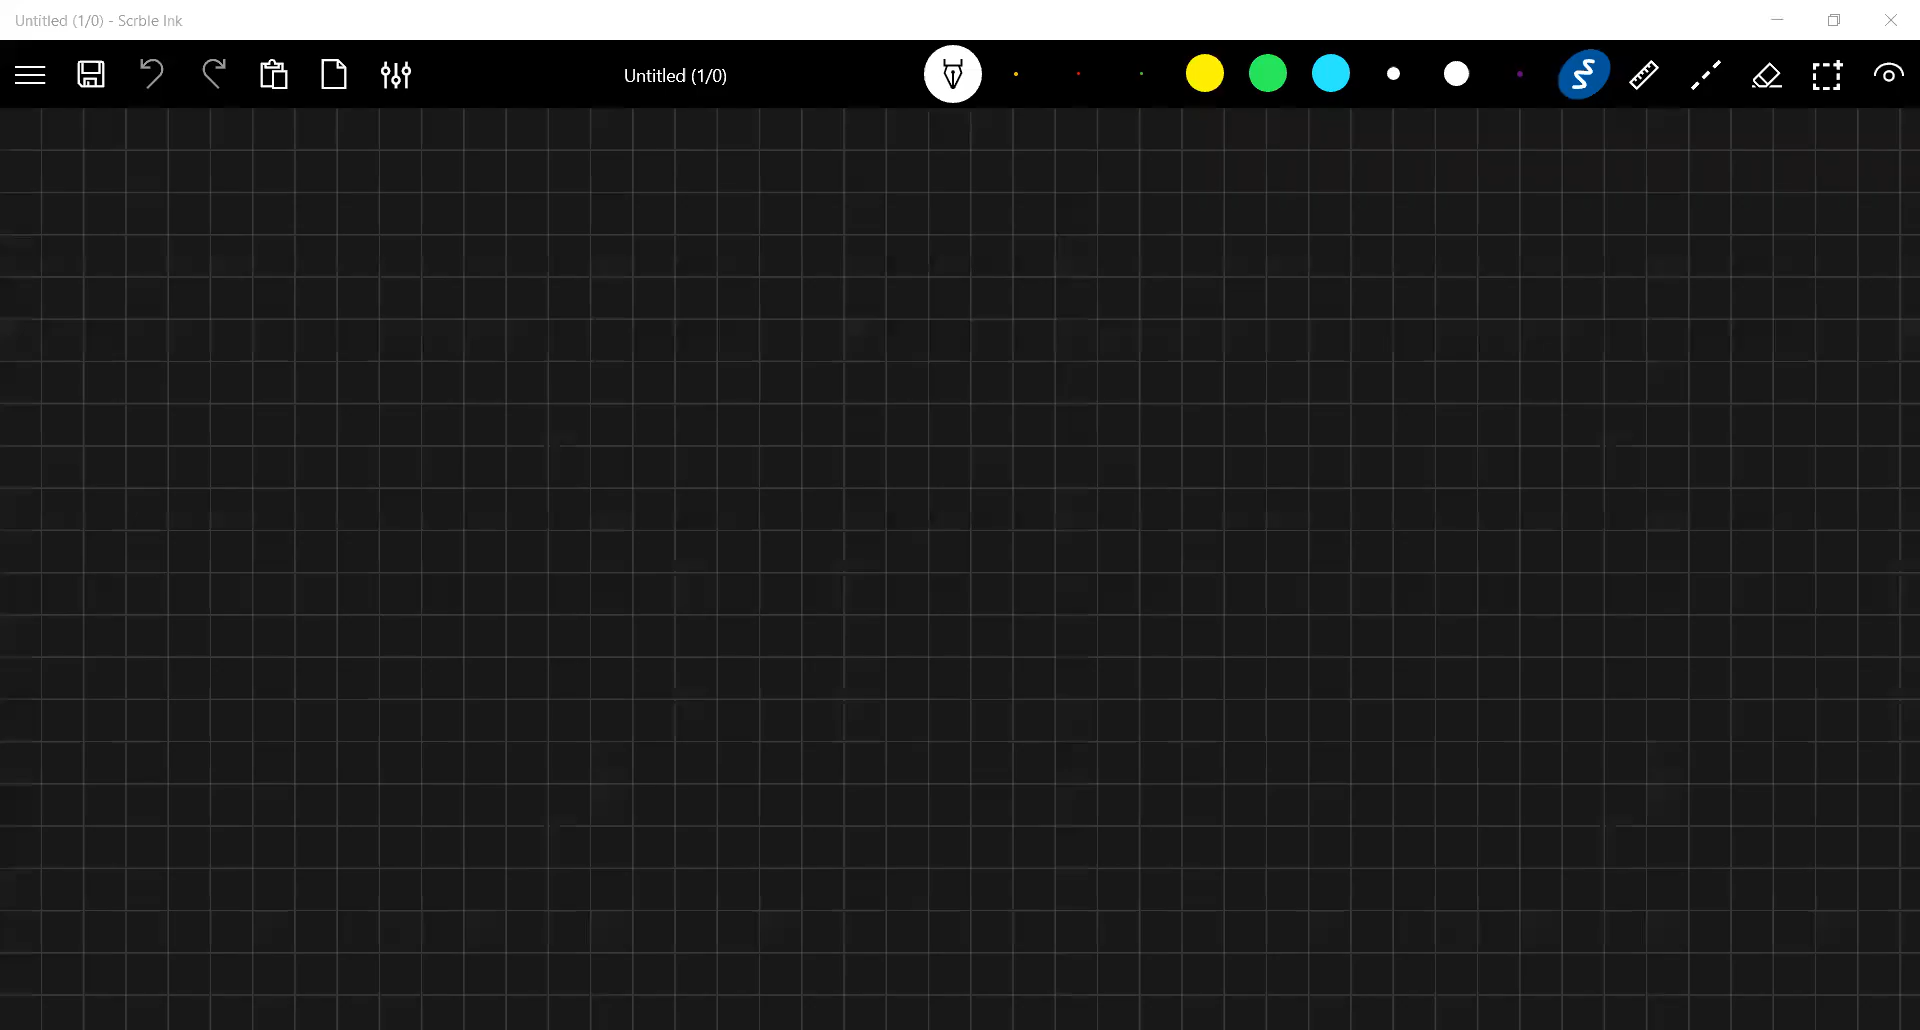 Untitled (1/0) - Scrble Ink
Untitled (1/0)